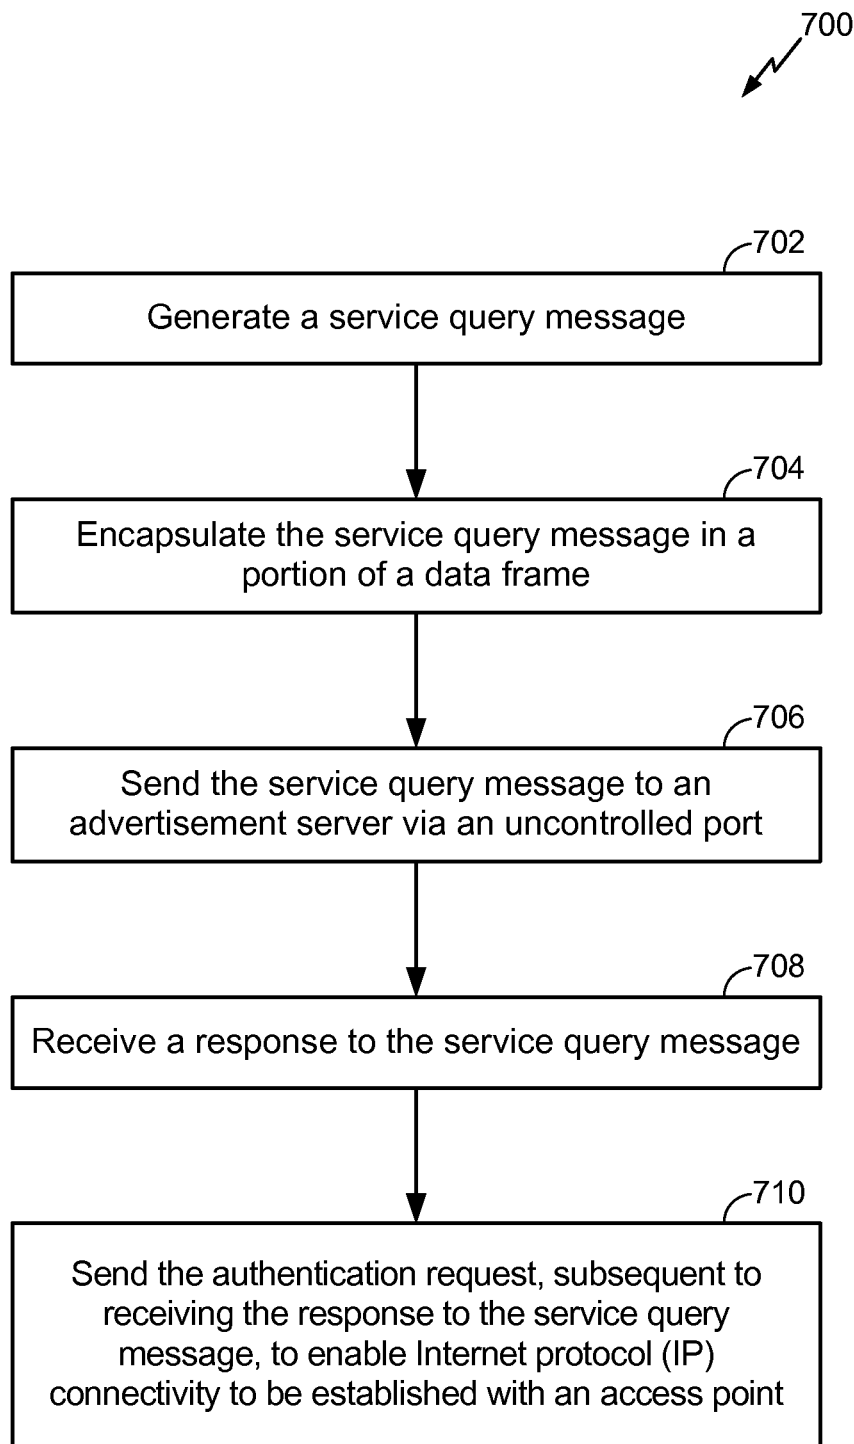 700
702
Generate a service query message
704
Encapsulate the service query message in a
portion of a data frame
706
Send the service query message to an
advertisement server via an uncontrolled port
708
Receive a response to the service query message
710
Send the authentication request, subsequent to
receiving the response to the service query
message, to enable Internet protocol (IP)
connectivity to be established with an access point